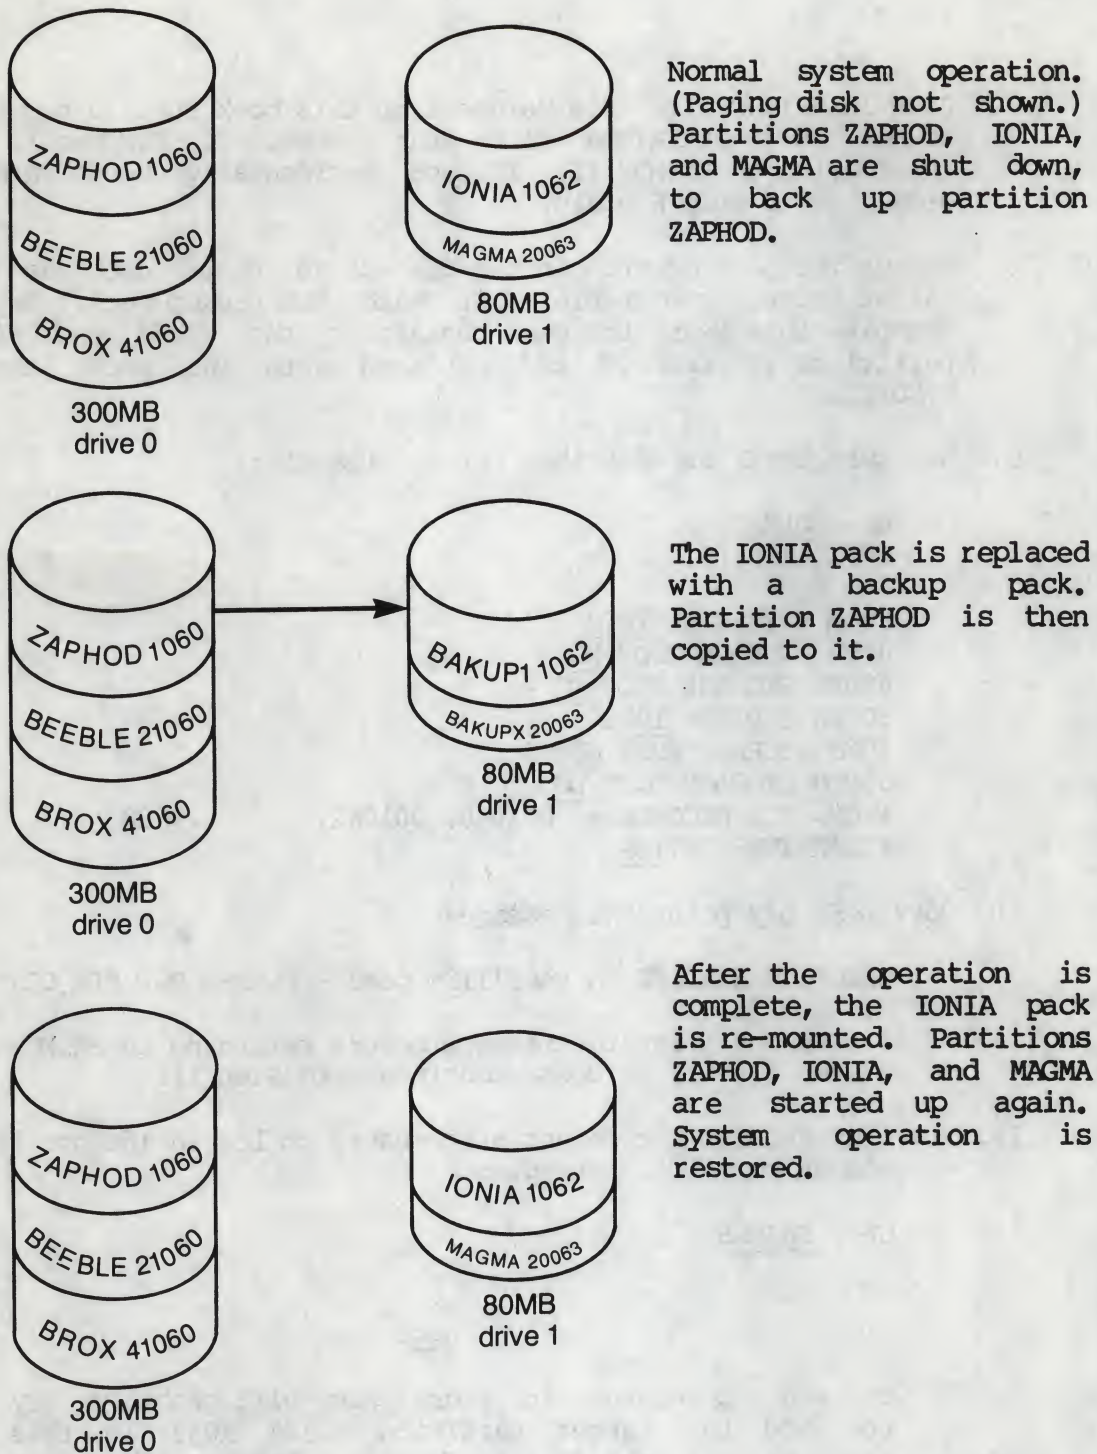 ZAPHOD 1060
BEEBLE 21060
BROX 41060
300MB
drive 0
IONIA 1062
MAGMA 20063
80MB
drive 1
Normal system operation.
(Paging disk not shown.)
Partitions ZAPHOD, IONIA,
and MAGMA are shut down,
to back up partition
ZAPHOD.
ZAPHOD 1060
BEEBLE 21060
BROX 41060
300MB
drive 0
BAKUP1 1062
BAKUPX 20063
80MB
drive 1
The IONIA pack is replaced
with a backup pack.
Partition ZAPHOD is then
copied to it.
ZAPHOD 1060
BEEBLE 21060
BROX 41060
300MB
drive 0
IONIA 1062
MAGMA 20063
80MB
drive 1
After the operation is
complete, the IONIA pack
is re-mounted. Partitions
ZAPHOD, IONIA, and MAGMA
are started up again.
System operation is
restored.